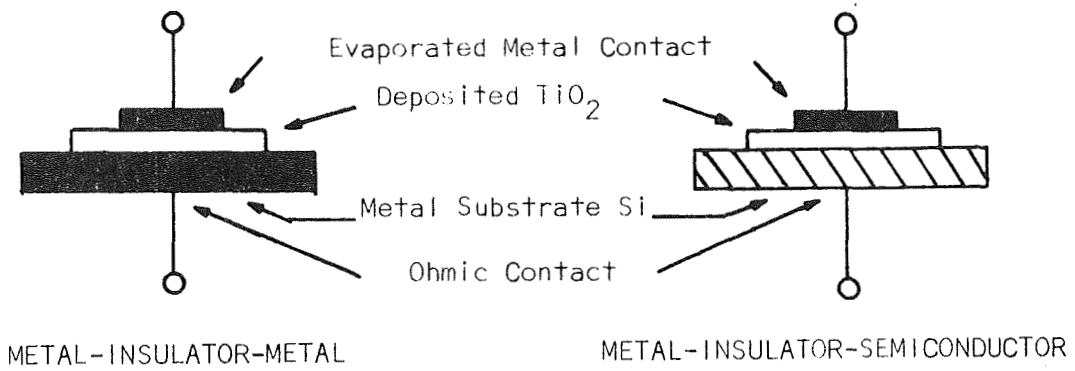 Evaporated Metal Contact
Deposited TiO2
Metal Substrate Si
Ohmic Contact
METAL-INSULATOR-METAL
METAL-INSULATOR-SEMICONDUCTOR